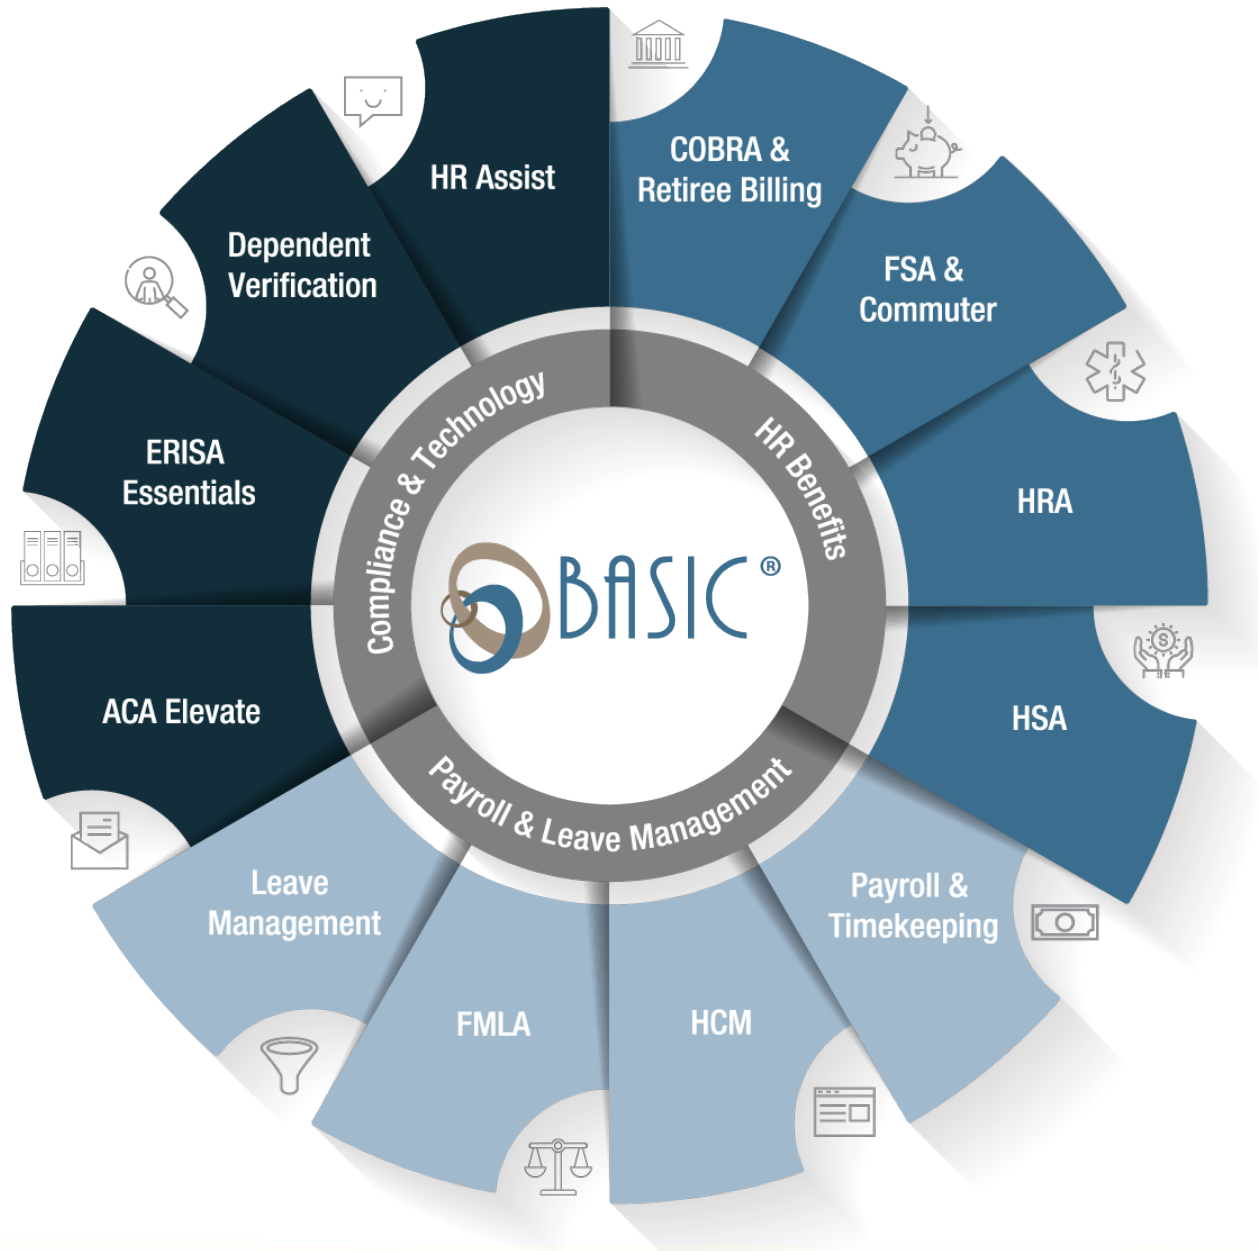 COBRA &
Retiree Billing
FSA &
Commuter
HRA
HSA
Payroll &
Timekeeping
HCM
FMLA
Leave
Management
ACA Elevate
ERISA
Essentials
Dependent
Verification
HR Assist
HR Benefits
Payroll & Leave Management
Compliance & Technology
BASIC®
$